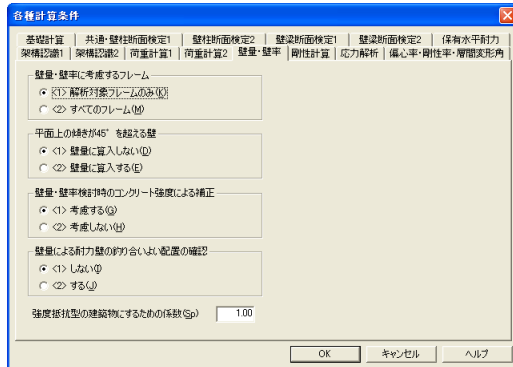 各種計算条件
基礎計算 共通・壁柱断面検定1 壁柱断面検定2 壁梁断面検定1 壁梁断面検定2 保有水平耐力
架構認識1 架構認識2 荷重計算1 荷重計算2 壁量・壁率 剛性計算 応力解析 偏心率・剛性率・層間変形角
壁量・壁率に考慮するフレーム
<1> 解析対象フレームのみ(K)
<2> すべてのフレーム(M)
平面上の傾きが45°を超える壁
<1> 壁量に算入しない(D)
<2> 壁量に算入する(E)
壁量・壁率検討時のコンクリート強度による補正
<1> 考慮する(G)
<2> 考慮しない(H)
壁量による耐力壁の釣り合いよい配置の確認
<1> しない(I)
<2> する(J)
強度抵抗型の建築物にするための係数(Sp) 1.00
OK キャンセル ヘルプ